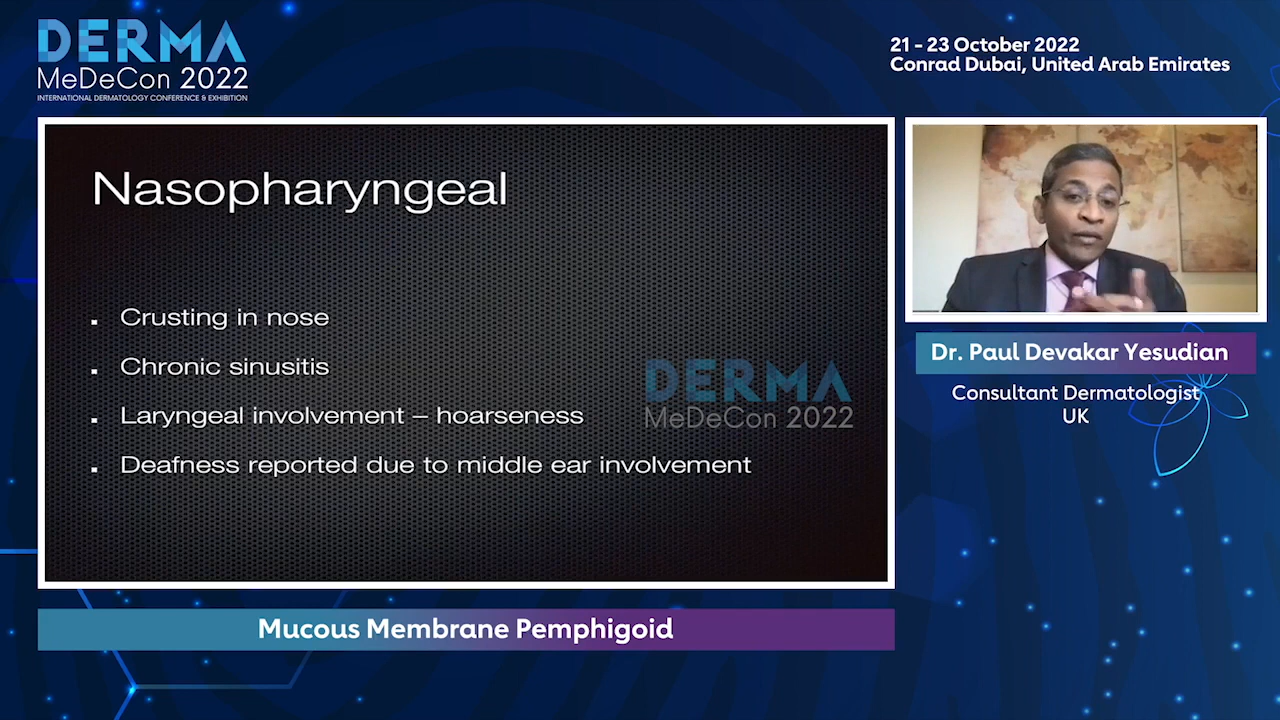 DERMA
MeDeCon 2022
INTERNATIONAL DERMATOLOGY CONFERENCE & EXHIBITION
21 - 23 October 2022
Conrad Dubai, United Arab Emirates
Nasopharyngeal
Crusting in nose
Chronic sinusitis
Laryngeal involvement – hoarseness
Deafness reported due to middle ear involvement
DERMA
MeDeCon 2022
Dr. Paul Devakar Yesudian
Consultant Dermatologist
UK
Mucous Membrane Pemphigoid